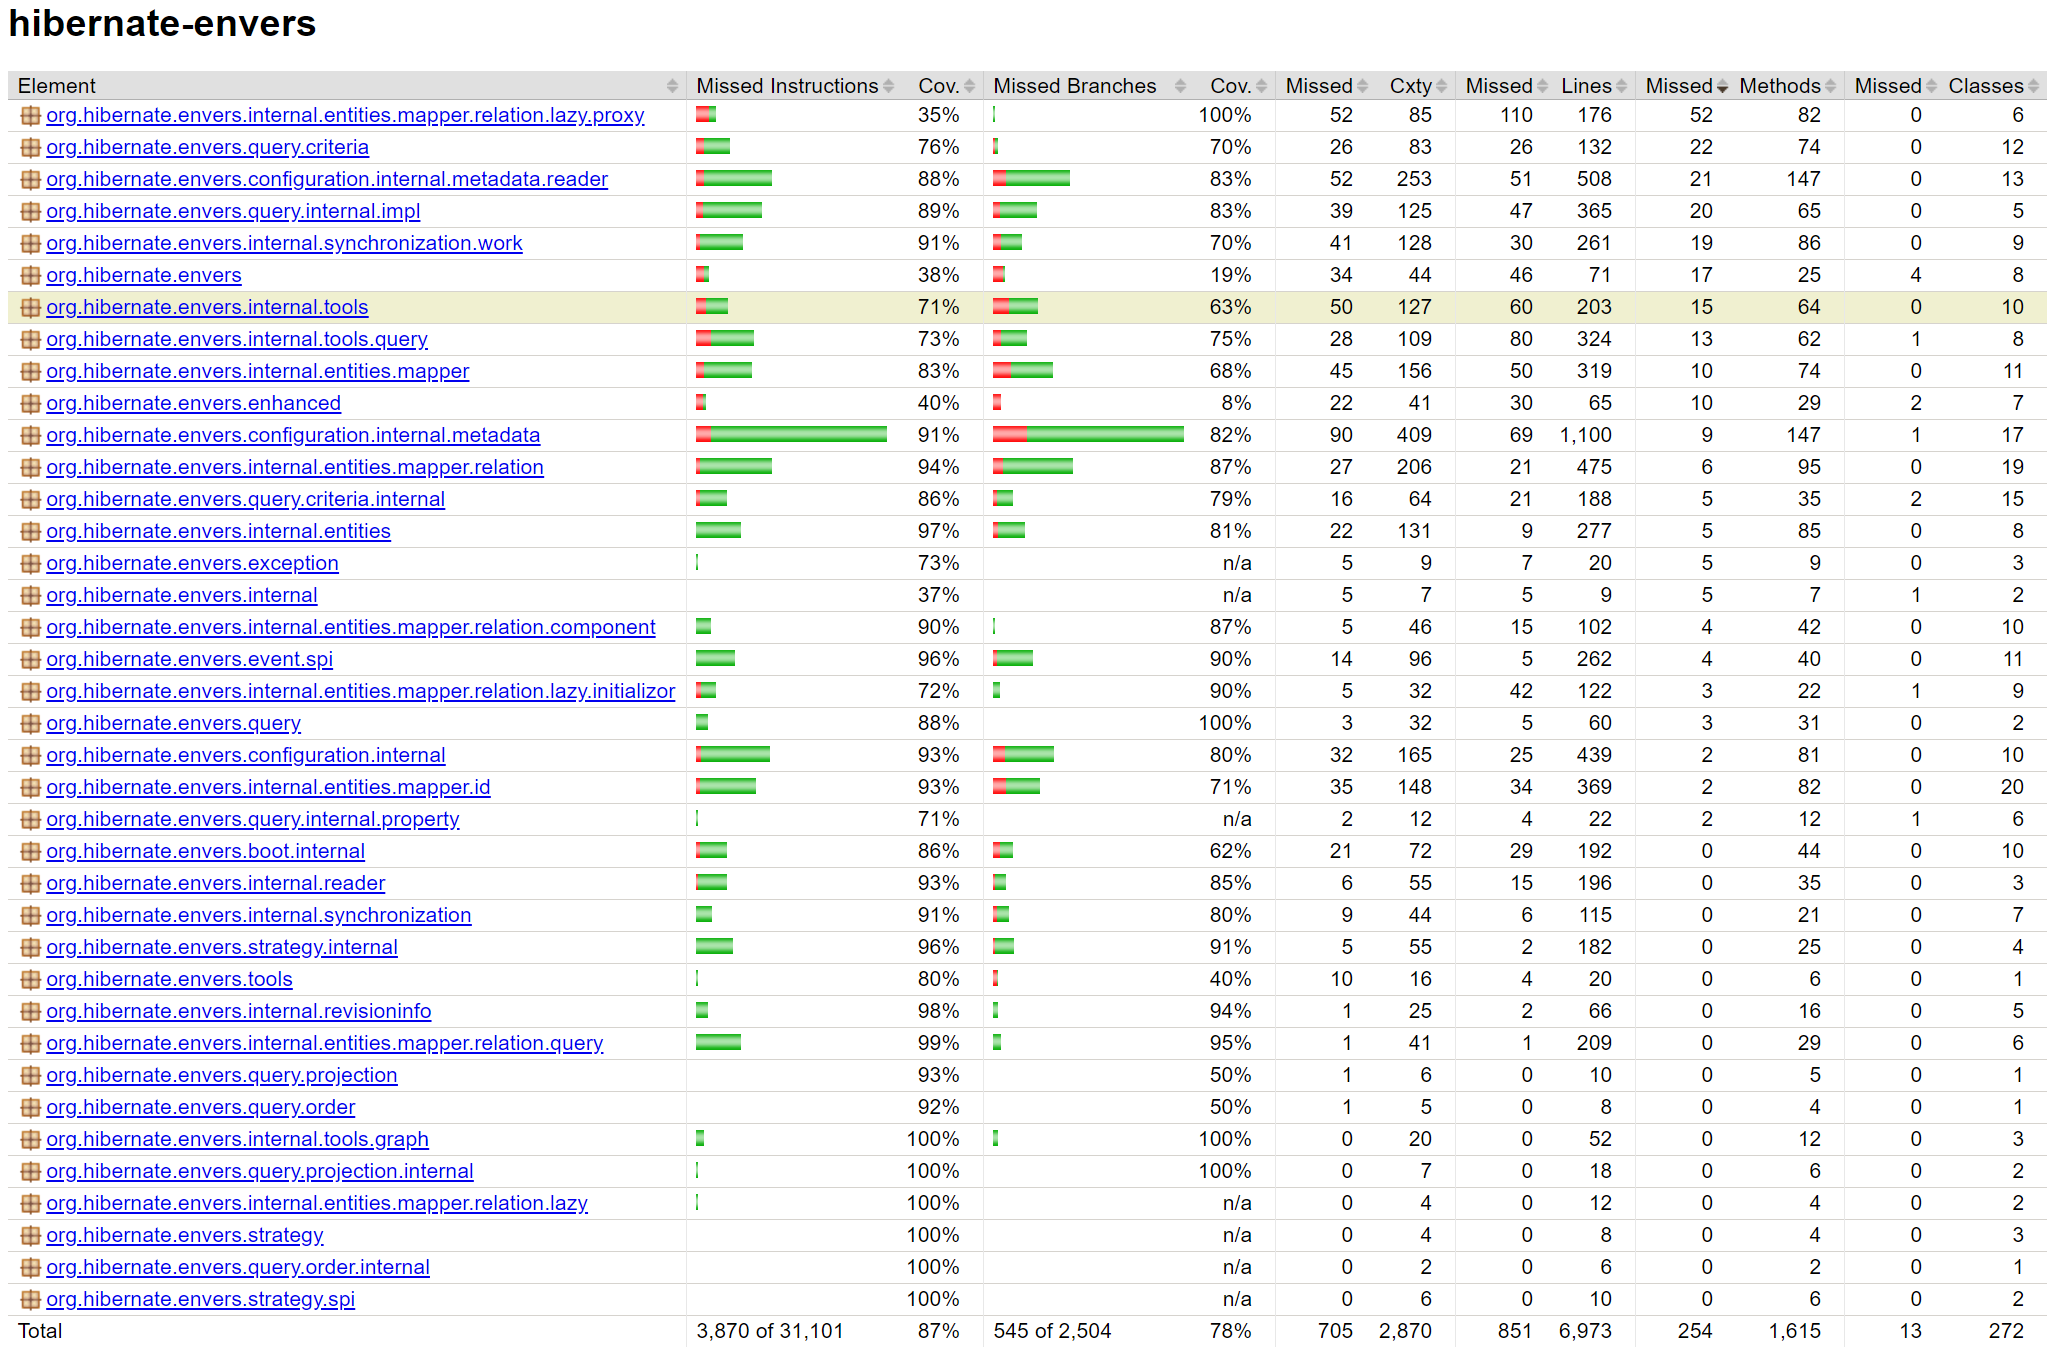 hibernate-envers
Element Missed Instructions Cov. Missed Branches Cov. Missed Cxty Missed Lines Missed Methods Missed Classes
org.hibernate.envers.internal.entities.mapper.relation.lazy.proxy 35% 100% 52 85 110 176 52 82 0 6
org.hibernate.envers.query.criteria 76% 70% 26 83 26 132 22 74 0 12
org.hibernate.envers.configuration.internal.metadata.reader 88% 83% 52 253 51 508 21 147 0 13
org.hibernate.envers.query.internal.impl 89% 83% 39 125 47 365 20 65 0 5
org.hibernate.envers.internal.synchronization.work 91% 70% 41 128 30 261 19 86 0 9
org.hibernate.envers 38% 19% 34 44 46 71 17 25 4 8
org.hibernate.envers.internal.tools 71% 63% 50 127 60 203 15 64 0 10
org.hibernate.envers.internal.tools.query 73% 75% 28 109 80 324 13 62 1 8
org.hibernate.envers.internal.entities.mapper 83% 68% 45 156 50 319 10 74 0 11
org.hibernate.envers.enhanced 40% 8% 22 41 30 65 10 29 2 7
org.hibernate.envers.configuration.internal.metadata 91% 82% 90 409 69 1,100 9 147 1 17
org.hibernate.envers.internal.entities.mapper.relation 94% 87% 27 206 21 475 6 95 0 19
org.hibernate.envers.query.criteria.internal 86% 79% 16 64 21 188 5 35 2 15
org.hibernate.envers.internal.entities 97% 81% 22 131 9 277 5 85 0 8
org.hibernate.envers.exception 73% n/a 5 9 7 20 5 9 0 3
org.hibernate.envers.internal 37% n/a 5 7 5 9 5 7 1 2
org.hibernate.envers.internal.entities.mapper.relation.component 90% 87% 5 46 15 102 4 42 0 10
org.hibernate.envers.event.spi 96% 90% 14 96 5 262 4 40 0 11
org.hibernate.envers.internal.entities.mapper.relation.lazy.initializor 72% 90% 5 32 42 122 3 22 1 9
org.hibernate.envers.query 88% 100% 3 32 5 60 3 31 0 2
org.hibernate.envers.configuration.internal 93% 80% 32 165 25 439 2 81 0 10
org.hibernate.envers.internal.entities.mapper.id 93% 71% 35 148 34 369 2 82 0 20
org.hibernate.envers.query.internal.property 71% n/a 2 12 4 22 2 12 1 6
org.hibernate.envers.boot.internal 86% 62% 21 72 29 192 0 44 0 10
org.hibernate.envers.internal.reader 93% 85% 6 55 15 196 0 35 0 3
org.hibernate.envers.internal.synchronization 91% 80% 9 44 6 115 0 21 0 7
org.hibernate.envers.strategy.internal 96% 91% 5 55 2 182 0 25 0 4
org.hibernate.envers.tools 80% 40% 10 16 4 20 0 6 0 1
org.hibernate.envers.internal.revisioninfo 98% 94% 1 25 2 66 0 16 0 5
org.hibernate.envers.internal.entities.mapper.relation.query 99% 95% 1 41 1 209 0 29 0 6
org.hibernate.envers.query.projection 93% 50% 1 6 0 10 0 5 0 1
org.hibernate.envers.query.order 92% 50% 1 5 0 8 0 4 0 1
org.hibernate.envers.internal.tools.graph 100% 100% 0 20 0 52 0 12 0 3
org.hibernate.envers.query.projection.internal 100% 100% 0 7 0 18 0 6 0 2
org.hibernate.envers.internal.entities.mapper.relation.lazy 100% n/a 0 4 0 12 0 4 0 2
org.hibernate.envers.strategy 100% n/a 0 4 0 8 0 4 0 3
org.hibernate.envers.query.order.internal 100% n/a 0 2 0 6 0 2 0 1
org.hibernate.envers.strategy.spi 100% n/a 0 6 0 10 0 6 0 2
Total 3,870 of 31,101 87% 545 of 2,504 78% 705 2,870 851 6,973 254 1,615 13 272